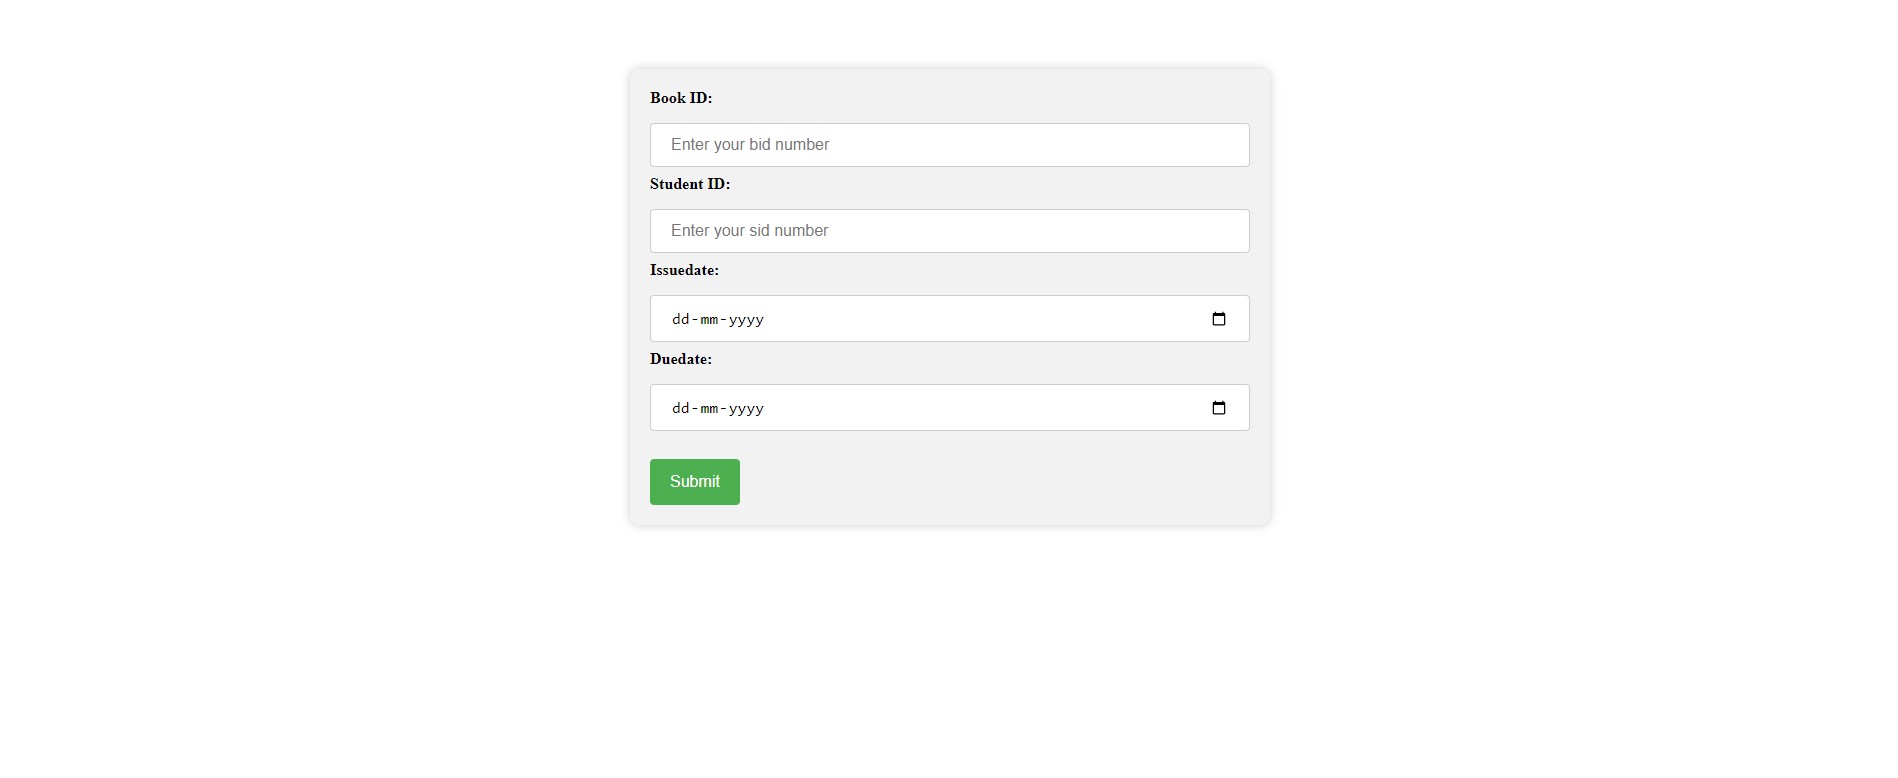 Book ID:
Enter your bid number
Student ID:
Enter your sid number
Issuedate:
dd-mm-yyyy
Duedate:
dd-mm-yyyy
Submit